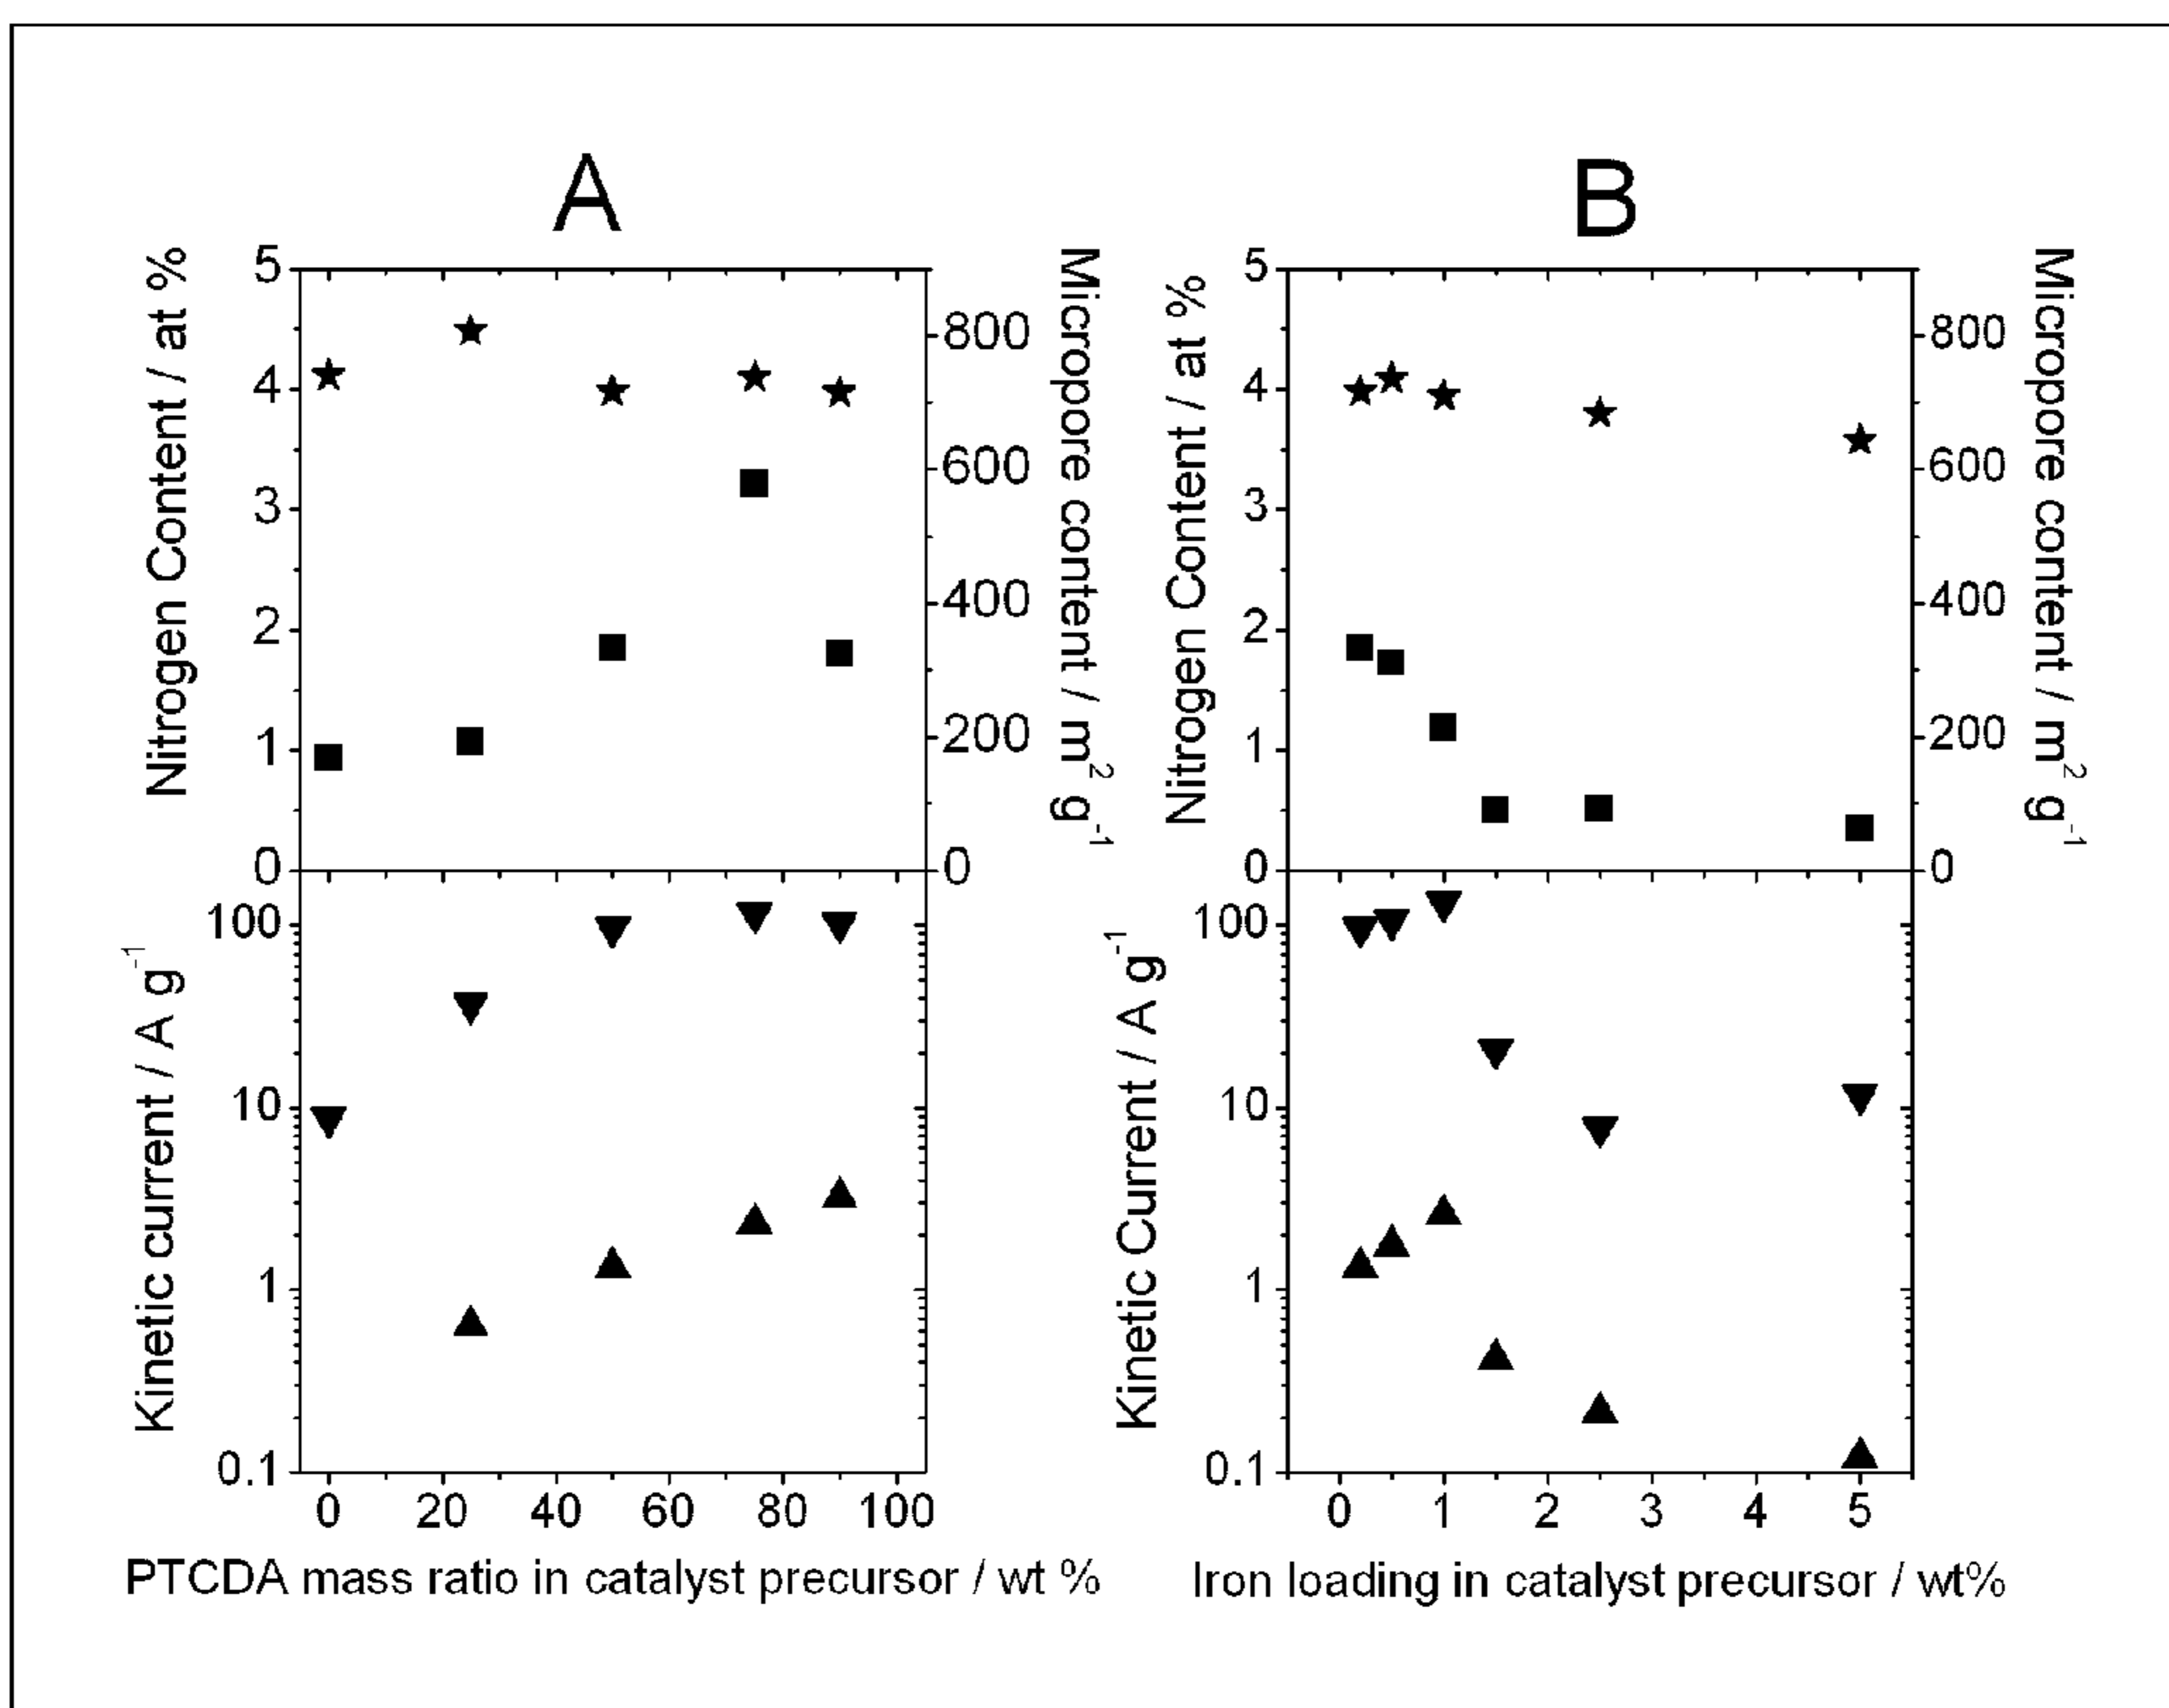 A
B
Nitrogen Content / at %
5
4
3
2
1
0
800
600
400
200
0
Micropore content / m² g⁻¹
Kinetic current / A g⁻¹
100
10
1
0.1
0 20 40 60 80 100
PTCDA mass ratio in catalyst precursor / wt %
Nitrogen Content / at %
5
4
3
2
1
0
800
600
400
200
0
Micropore content / m² g⁻¹
Kinetic Current / A g⁻¹
100
10
1
0.1
0 1 2 3 4 5
Iron loading in catalyst precursor / wt%